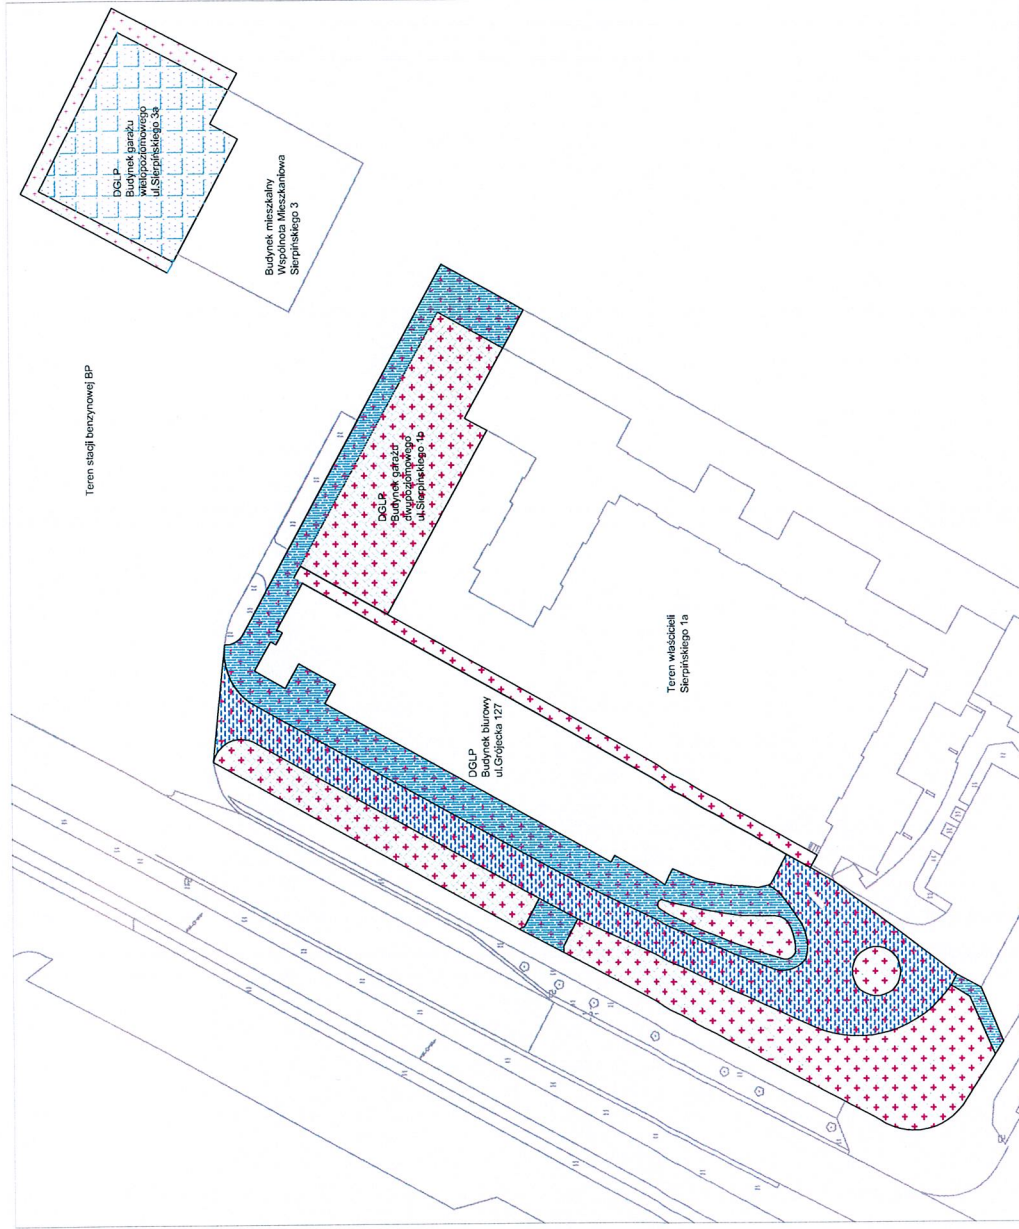 DGLP
Budynek garażu
wielopoziomowego
ul.Sierpińskiego 3a
Budynek mieszkalny
Wspólnota Mieszkaniowa
Sierpińskiego 3
Teren stacji benzynowej BP
DGLP
Budynek garażu
dwupoziomowego
ul.Sierpińskiego 1b
Teren właścicieli
Sierpińskiego 1a
DGLP
Budynek biurowy
ul.Grójecka 127